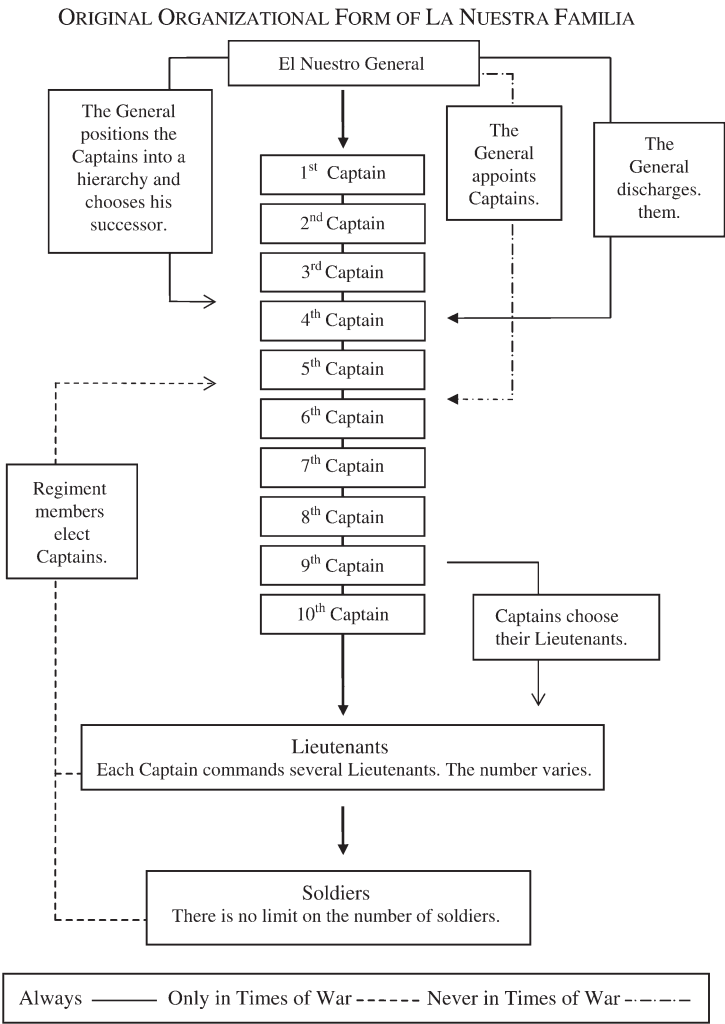 ORIGINAL ORGANIZATIONAL FORM OF LA NUESTRA FAMILIA
El Nuestro General
The General
positions the
Captains into a
hierarchy and
chooses his
successor.
The
General
appoints
Captains.
The
General
discharges.
them.
1st Captain
2nd Captain
3rd Captain
4th Captain
5th Captain
6th Captain
7th Captain
8th Captain
9th Captain
10th Captain
Regiment
members
elect
Captains.
Captains choose
their Lieutenants.
Lieutenants
Each Captain commands several Lieutenants. The number varies.
Soldiers
There is no limit on the number of soldiers.
Always Only in Times of War Never in Times of War